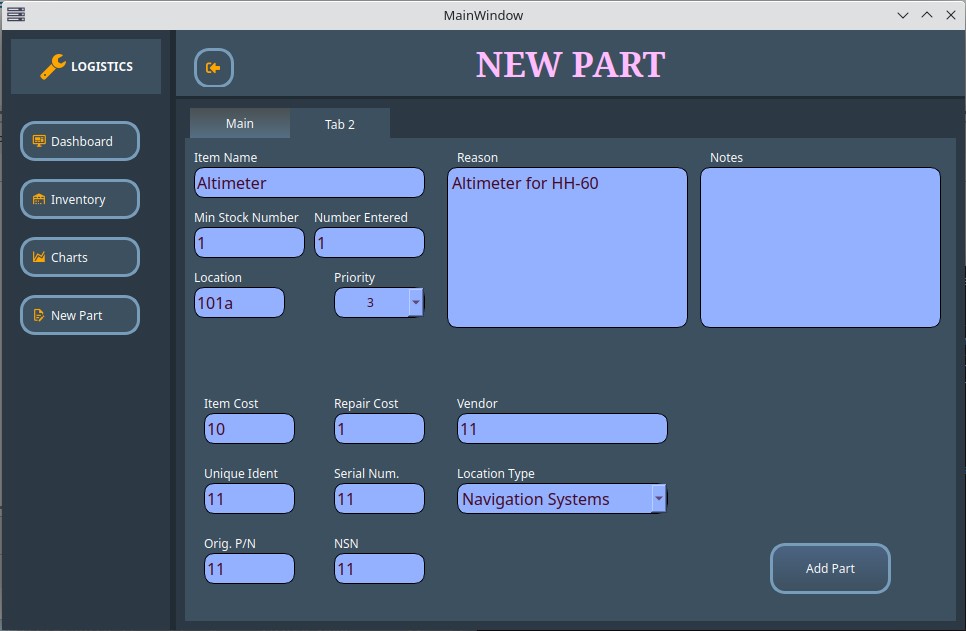 MainWindow
LOGISTICS
NEW PART
Dashboard
Inventory
Charts
New Part
Main Tab 2
Item Name Reason Notes
Altimeter Altimeter for HH-60
Min Stock Number Number Entered
1 1
Location Priority
101a 3
Item Cost Repair Cost Vendor
10 1 11
Unique Ident Serial Num. Location Type
11 11 Navigation Systems
Orig. P/N NSN
11 11
Add Part